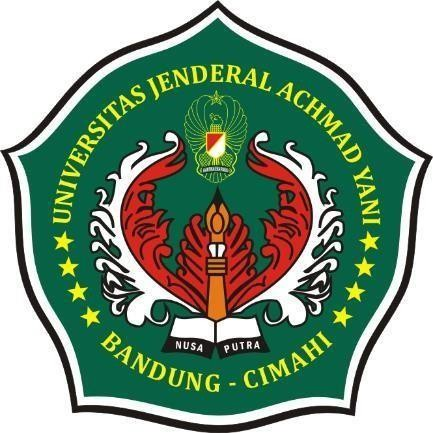 UNIVERSITAS JENDERAL ACHMAD YANI
NUSA PUTRA
BANDUNG - CIMAHI